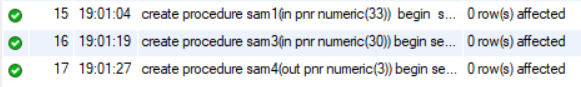 15 19:01:04 create procedure sam1(in pnr numeric(33)) begin s... 0 row(s) affected
16 19:01:19 create procedure sam3(in pnr numeric(30)) begin se... 0 row(s) affected
17 19:01:27 create procedure sam4(out pnr numeric(3)) begin se... 0 row(s) affected